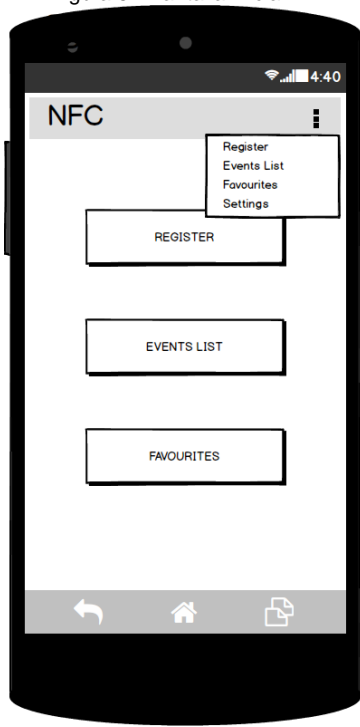 4:40
NFC
Register
Events List
Favourites
Settings
REGISTER
EVENTS LIST
FAVOURITES